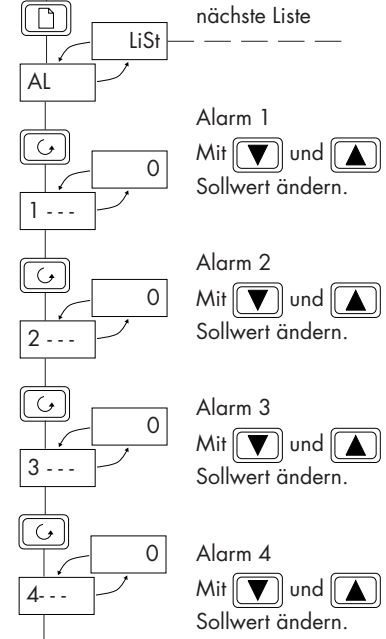 nächste Liste
LiSt
AL
Alarm 1
Mit ▼ und ▲
0
Sollwert ändern.
1 - - -
Alarm 2
Mit ▼ und ▲
0
Sollwert ändern.
2 - - -
Alarm 3
0
Mit ▼ und ▲
3 - - -
Sollwert ändern.
Alarm 4
0
Mit ▼ und ▲
4- - -
Sollwert ändern.